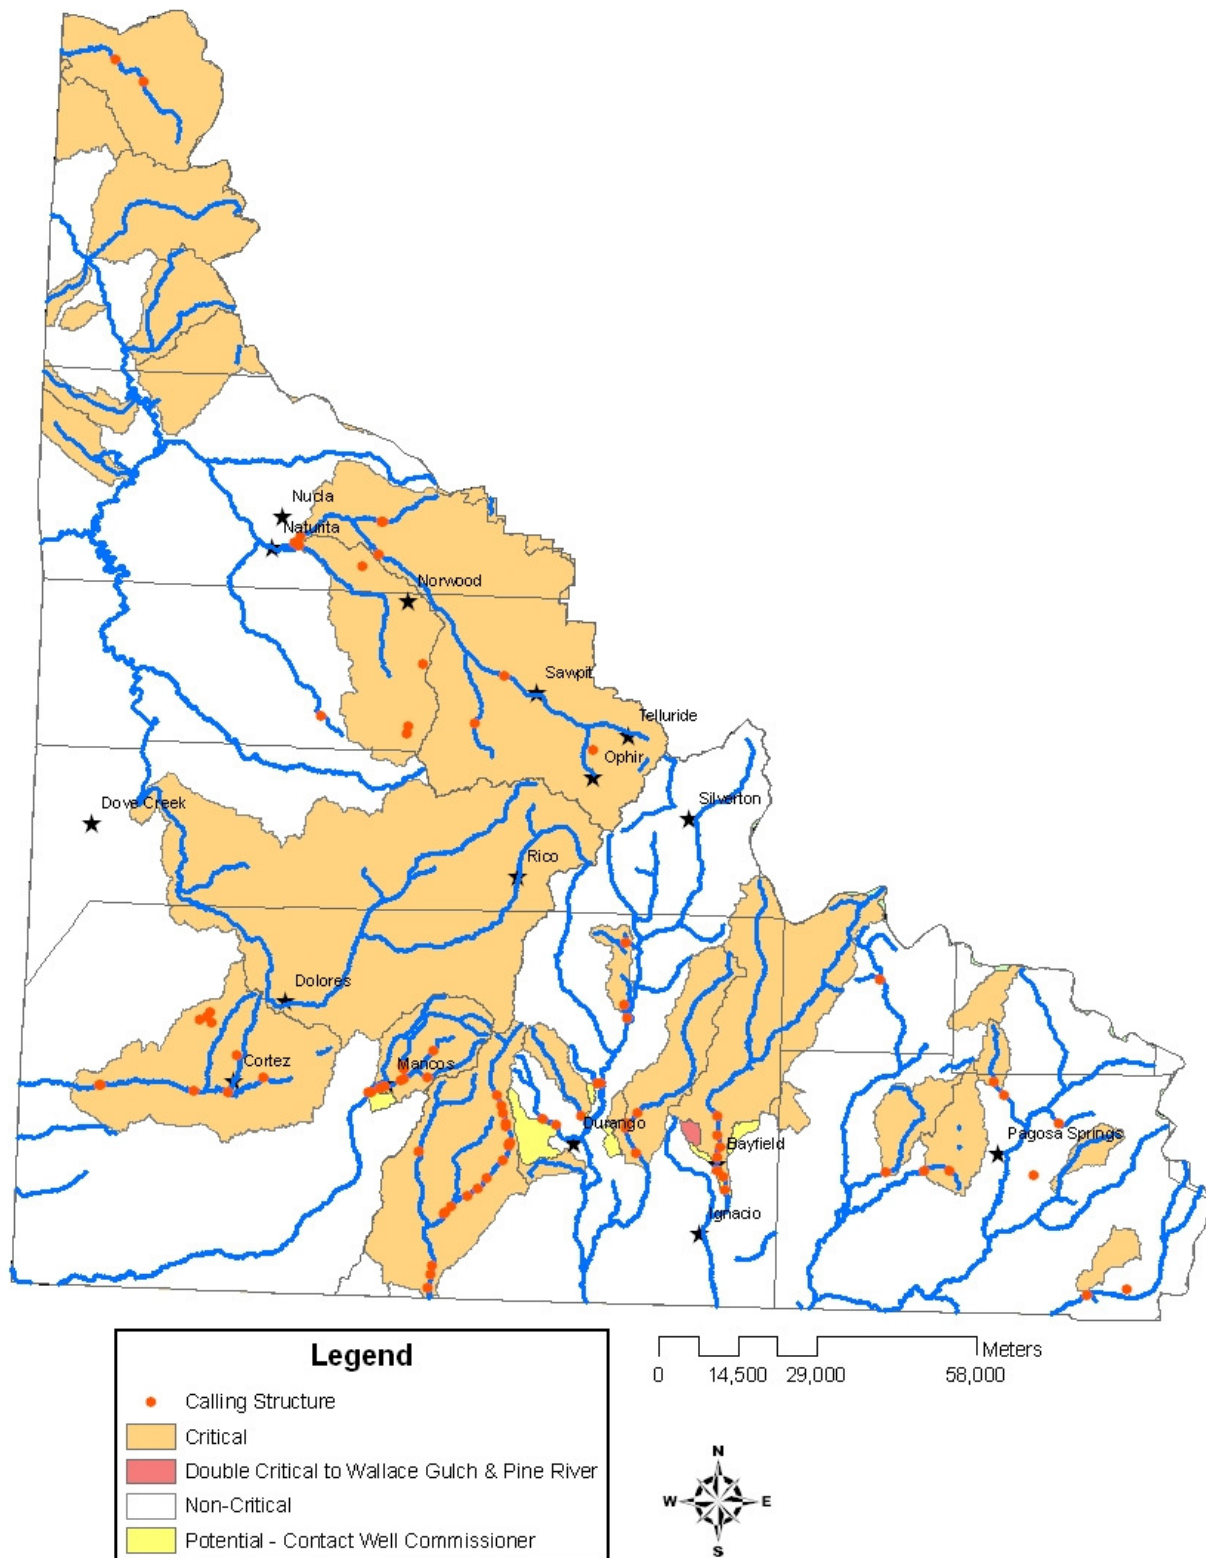 Nucla
Naturita
Norwood
Sawpit
Telluride
Ophir
Dove Creek
Silverton
Rico
Dolores
Cortez
Mancos
Durango
Bayfield
Pagosa Springs
Ignacio
Legend
Calling Structure
Critical
Double Critical to Wallace Gulch & Pine River
Non-Critical
Potential - Contact Well Commissioner
Meters
0 14,500 29,000 58,000
N
W E
S